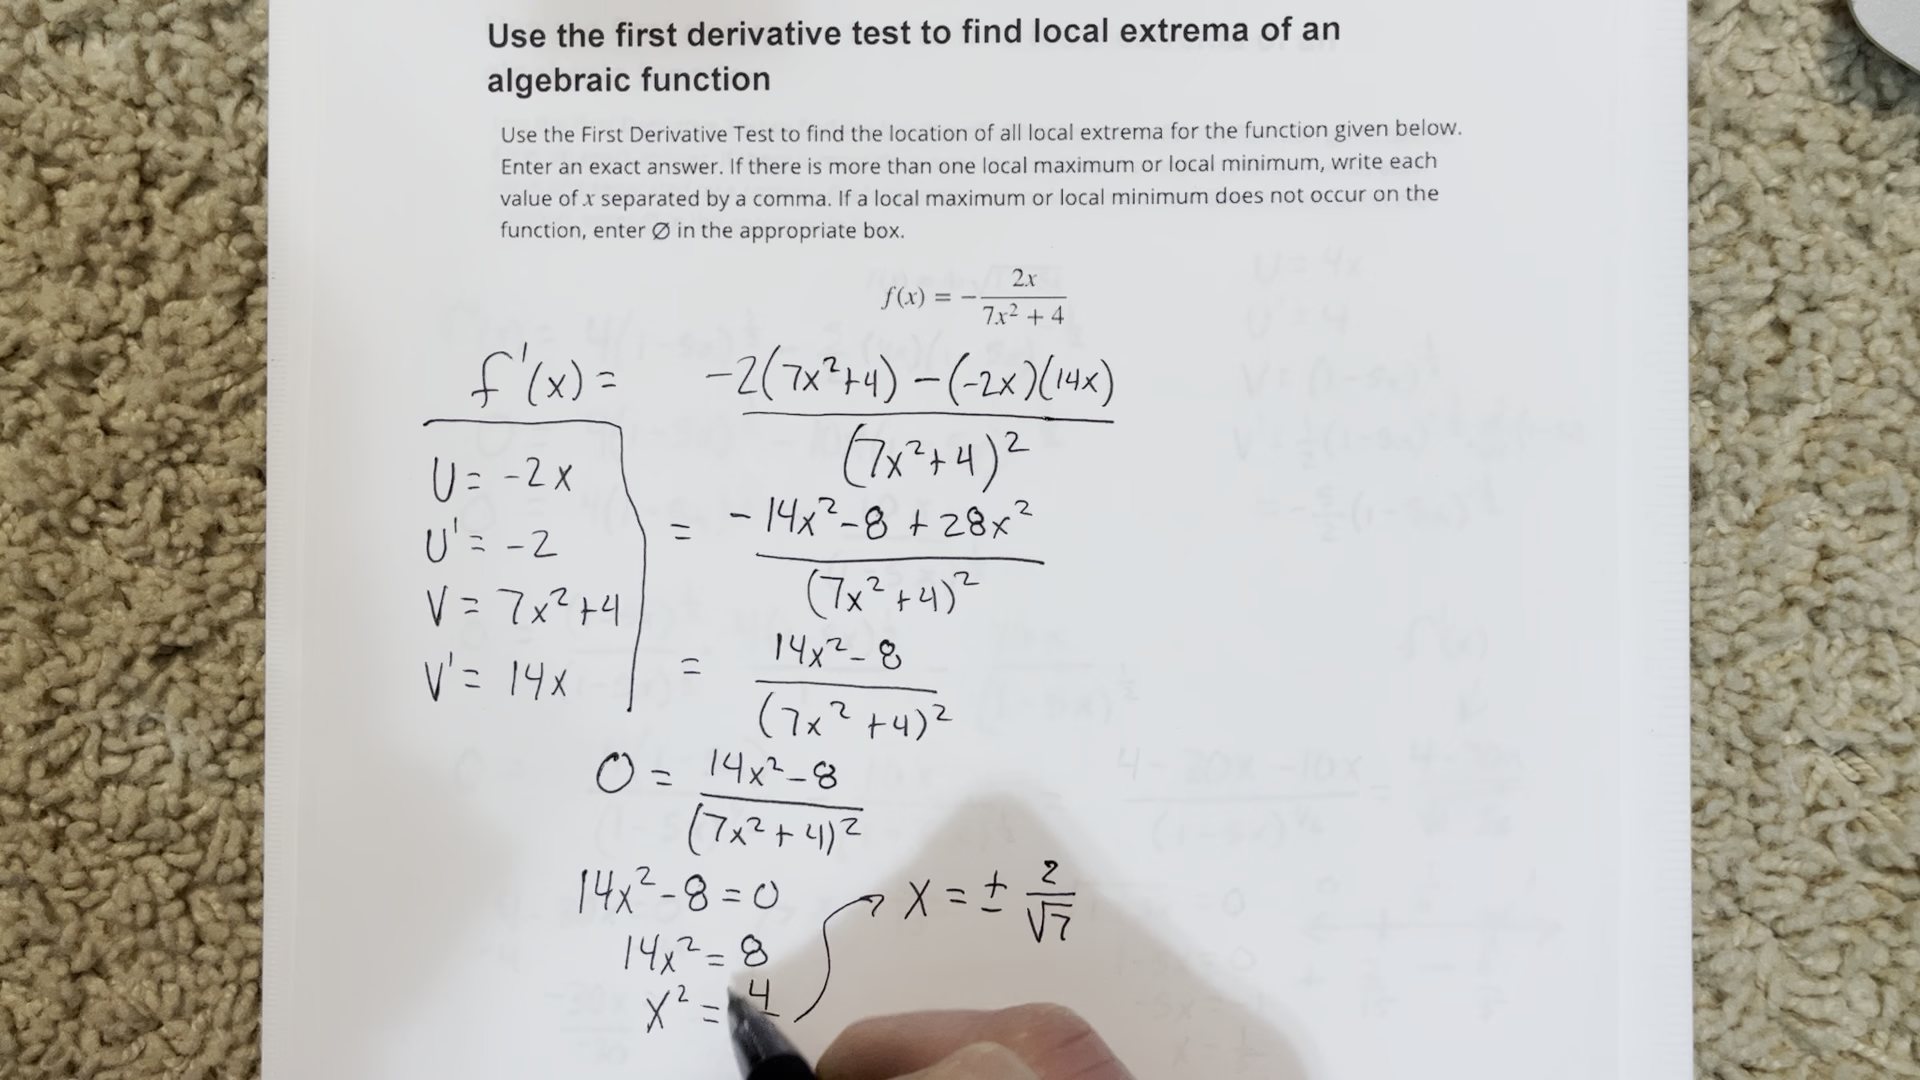 Use the first derivative test to find local extrema of an
algebraic function
Use the First Derivative Test to find the location of all local extrema for the function given below.
Enter an exact answer. If there is more than one local maximum or local minimum, write each
value of x separated by a comma. If a local maximum or local minimum does not occur on the
function, enter Ø in the appropriate box.
f(x) = -2x/(7x² + 4)
f'(x) = (-2(7x²+4) - (-2x)(14x))/(7x²+4)²
U = -2x
U' = -2
V = 7x²+4
V' = 14x
= (-14x²-8+28x²)/(7x²+4)²
= (14x²-8)/(7x²+4)²
0 = (14x²-8)/(7x²+4)²
14x²-8=0
14x²=8
x²=4
x = ± 2/√7